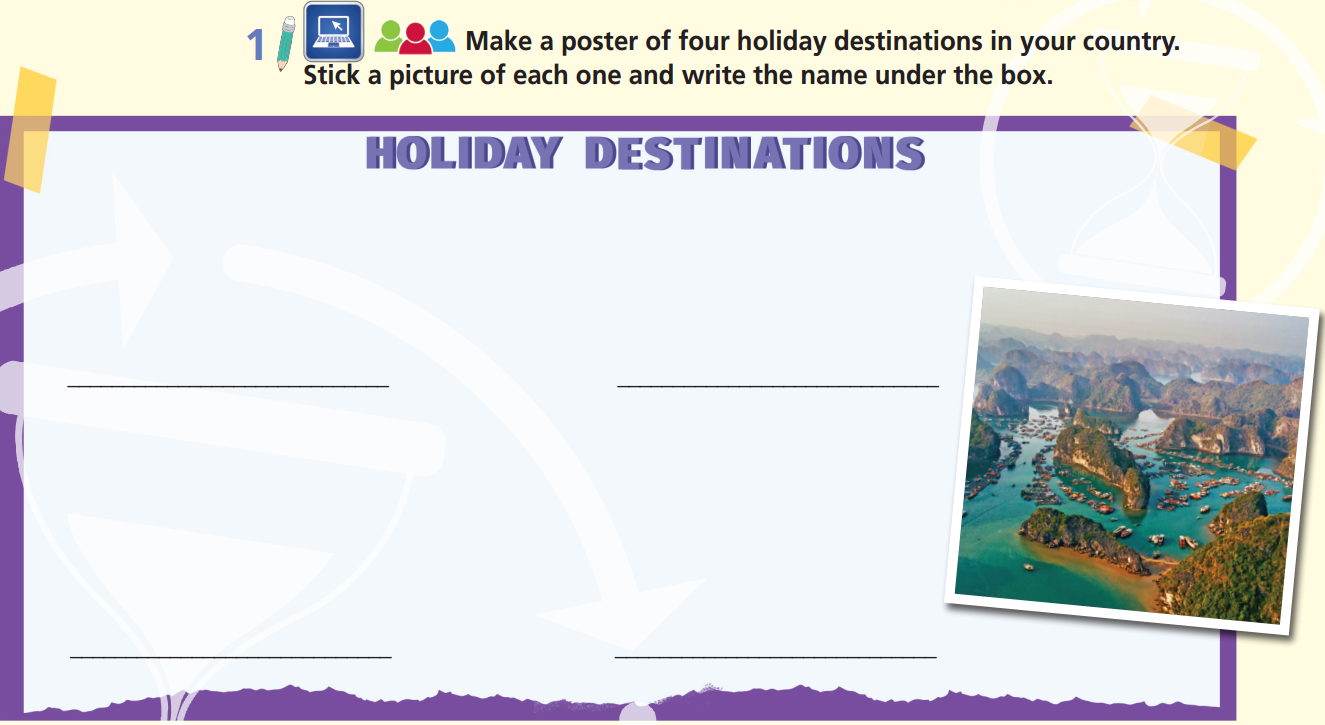 1 Make a poster of four holiday destinations in your country.
Stick a picture of each one and write the name under the box.
HOLIDAY DESTINATIONS